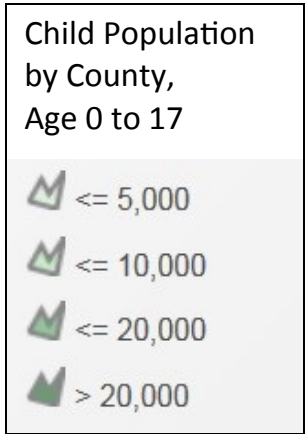 Child Population
by County,
Age 0 to 17
<= 5,000
<= 10,000
<= 20,000
> 20,000